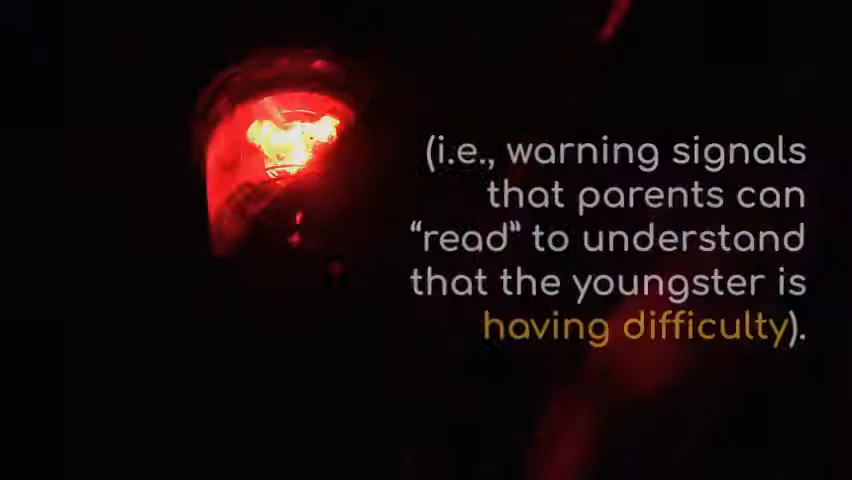 (i.e., warning signals
that parents can
“read” to understand
that the youngster is
having difficulty).